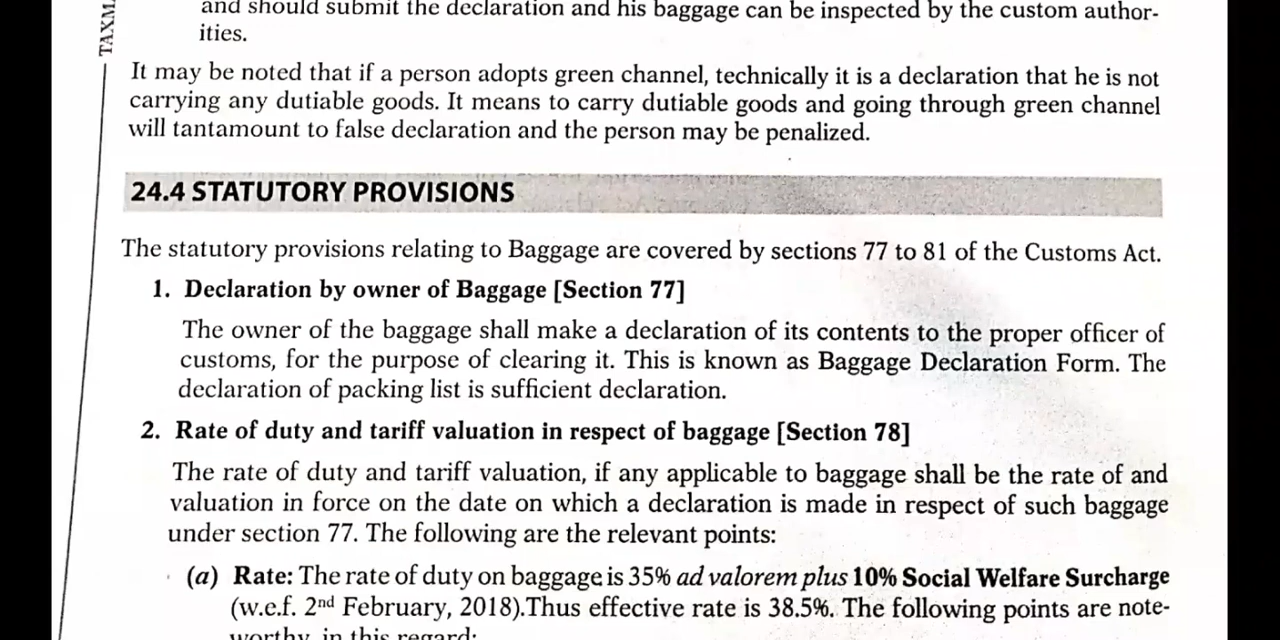 TAXM
and should submit the declaration and his baggage can be inspected by the custom author-
ities.
It may be noted that if a person adopts green channel, technically it is a declaration that he is not
carrying any dutiable goods. It means to carry dutiable goods and going through green channel
will tantamount to false declaration and the person may be penalized.
24.4 STATUTORY PROVISIONS
The statutory provisions relating to Baggage are covered by sections 77 to 81 of the Customs Act.
1. Declaration by owner of Baggage [Section 77]
The owner of the baggage shall make a declaration of its contents to the proper officer of
customs, for the purpose of clearing it. This is known as Baggage Declaration Form. The
declaration of packing list is sufficient declaration.
2. Rate of duty and tariff valuation in respect of baggage [Section 78]
The rate of duty and tariff valuation, if any applicable to baggage shall be the rate of and
valuation in force on the date on which a declaration is made in respect of such baggage
under section 77. The following are the relevant points:
(a) Rate: The rate of duty on baggage is 35% ad valorem plus 10% Social Welfare Surcharge
(w.e.f. 2nd February, 2018).Thus effective rate is 38.5%. The following points are note-
worthy, in this regard: